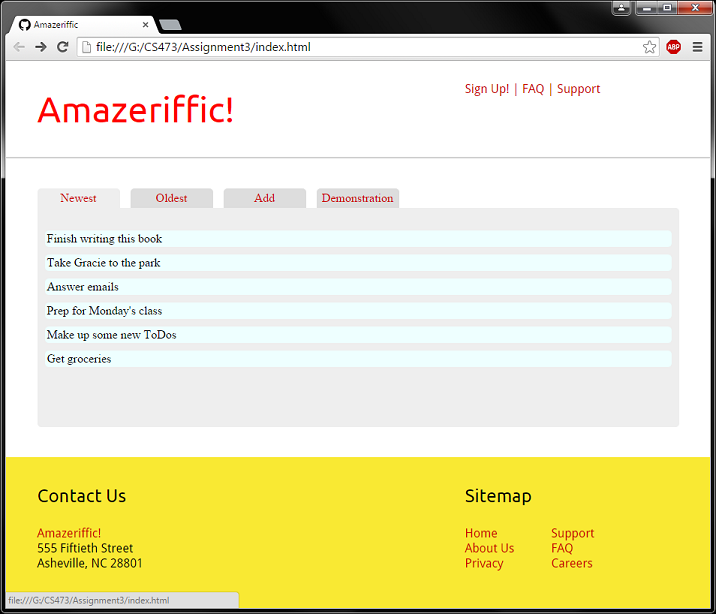 Amazeriffic
file:///G:/CS473/Assignment3/index.html
ABP
Sign Up! | FAQ | Support
Amazeriffic!
Newest Oldest Add Demonstration
Finish writing this book
Take Gracie to the park
Answer emails
Prep for Monday's class
Make up some new ToDos
Get groceries
Contact Us
Amazeriffic!
555 Fiftieth Street
Asheville, NC 28801
Sitemap
Home Support
About Us FAQ
Privacy Careers
file:///G:/CS473/Assignment3/index.html